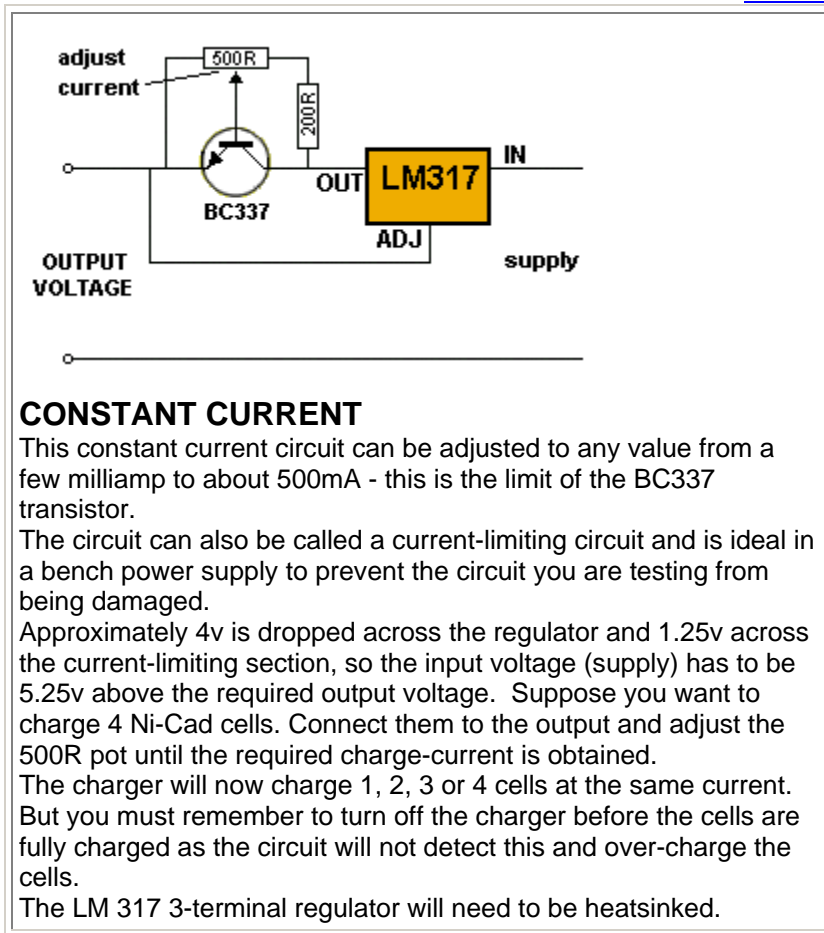 adjust
current
500R
200R
BC337
OUT
LM317
IN
ADJ
OUTPUT
VOLTAGE
supply
CONSTANT CURRENT
This constant current circuit can be adjusted to any value from a
few milliamp to about 500mA - this is the limit of the BC337
transistor.
The circuit can also be called a current-limiting circuit and is ideal in
a bench power supply to prevent the circuit you are testing from
being damaged.
Approximately 4v is dropped across the regulator and 1.25v across
the current-limiting section, so the input voltage (supply) has to be
5.25v above the required output voltage. Suppose you want to
charge 4 Ni-Cad cells. Connect them to the output and adjust the
500R pot until the required charge-current is obtained.
The charger will now charge 1, 2, 3 or 4 cells at the same current.
But you must remember to turn off the charger before the cells are
fully charged as the circuit will not detect this and over-charge the
cells.
The LM 317 3-terminal regulator will need to be heatsinked.